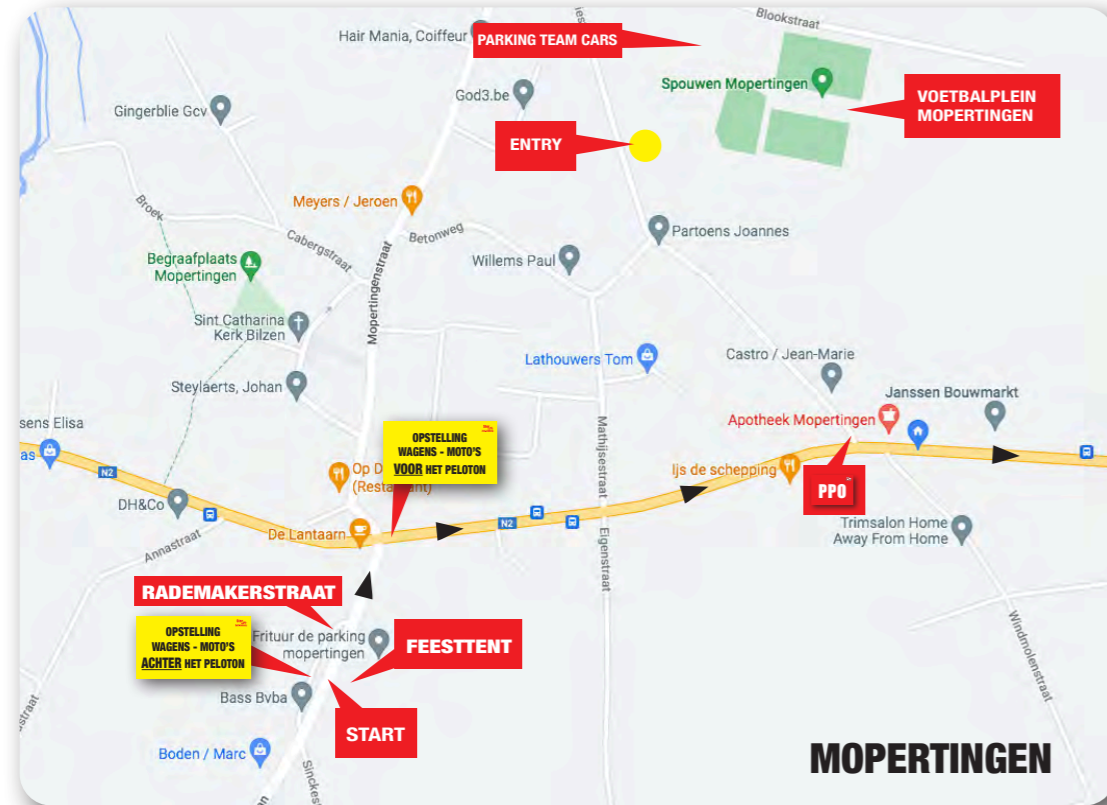 Blookstraat
Hair Mania, Coiffeur
PARKING TEAM CARS
Spouwen Mopertingen
God3.be
VOETBALPLEIN
MOPERTINGEN
Gingerblie Gcv
ENTRY
Meyers / Jeroen
Broek
Cabergstraat
Betonweg
Partoens Joannes
Willems Paul
Begraafplaats
Mopertingen
Mopertingenstraat
Sint Catharina
Kerk Bilzen
Lathouwers Tom
Castro / Jean-Marie
Steylaerts, Johan
Janssen Bouwmarkt
Apotheek Mopertingen
sens Elisa
as
OPSTELLING
WAGENS - MOTO'S
VOOR HET PELOTON
Mathijsestraat
N2
Op D
(Restaurant)
Ijs de schepping
PPO
DH&Co
De Lantaarn
N2
Annastraat
Eigenstraat
Trimsalon Home
Away From Home
RADEMAKERSTRAAT
OPSTELLING
WAGENS - MOTO'S
ACHTER HET PELOTON
Frituur de parking
mopertingen
FEESTTENT
Windmolenstraat
Bass Bvba
START
Boden / Marc
MOPERTINGEN